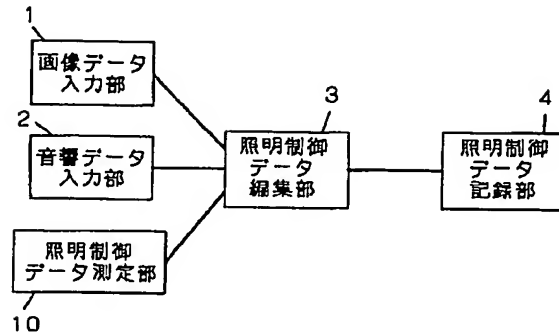 1
画像データ
入力部
2
音響データ
入力部
照明制御
データ測定部
10
3
照明制御
データ
編集部
4
照明制御
データ
記録部